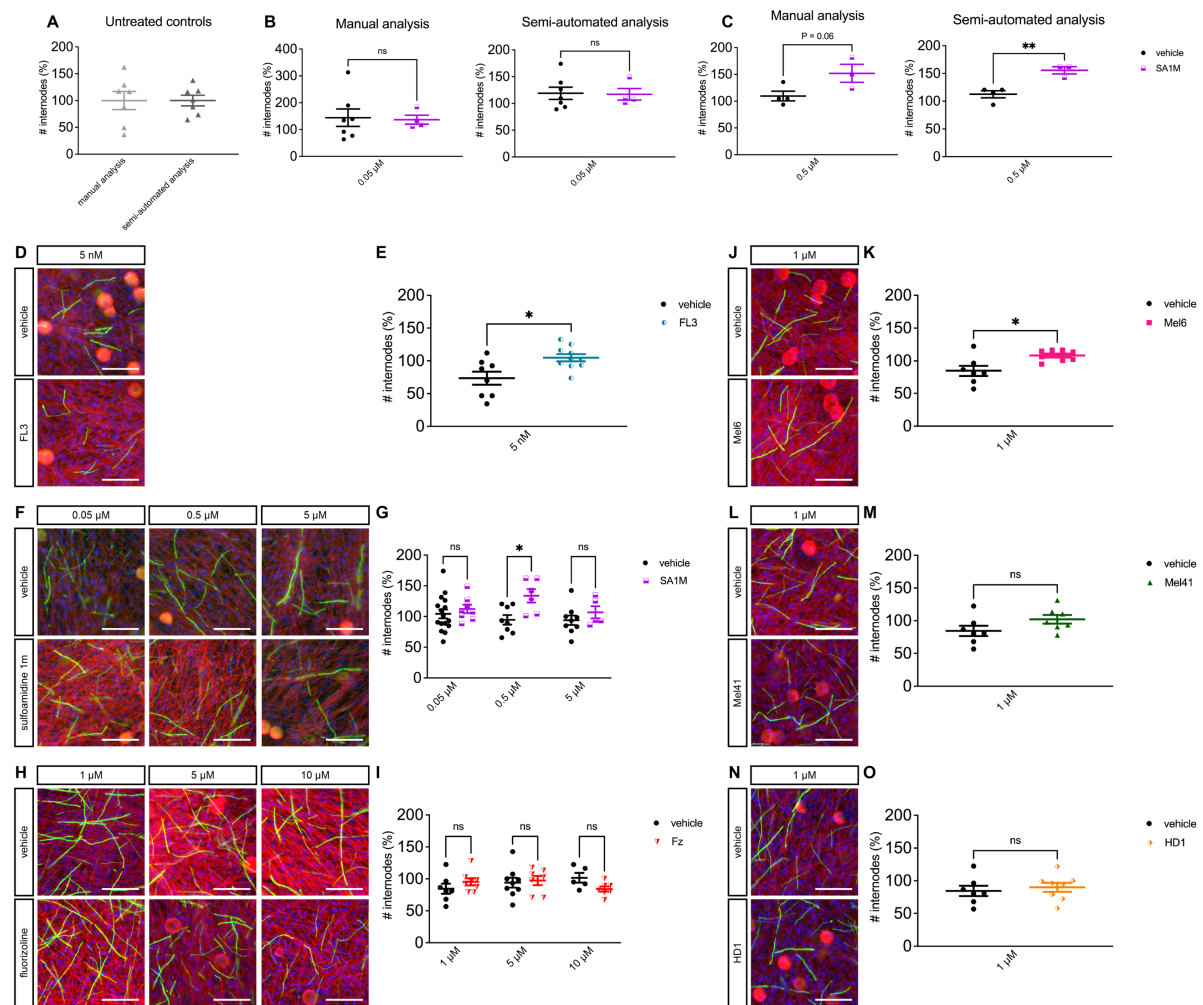 A
Untreated controls
# internodes (%)
200
150
100
50
0
manual analysis
semi-automated analysis
B
Manual analysis
# internodes (%)
400
300
200
100
0
ns
0.05 µM
Semi-automated analysis
# internodes (%)
200
150
100
50
0
ns
0.05 µM
C
Manual analysis
# internodes (%)
200
150
100
50
0
P = 0.06
0.5 µM
Semi-automated analysis
# internodes (%)
200
150
100
50
0
**
0.5 µM
vehicle
SA1M
D
5 nM
vehicle
FL3
E
# internodes (%)
200
150
100
50
0
*
5 nM
vehicle
FL3
J
1 µM
vehicle
Mel6
K
# internodes (%)
200
150
100
50
0
*
1 µM
vehicle
Mel6
F
0.05 µM
0.5 µM
5 µM
vehicle
sulfoamidine 1m
G
# internodes (%)
200
150
100
50
0
ns
*
ns
0.05 µM
0.5 µM
5 µM
vehicle
SA1M
L
1 µM
vehicle
Mel41
M
# internodes (%)
200
150
100
50
0
ns
1 µM
vehicle
Mel41
H
1 µM
5 µM
10 µM
vehicle
fluorizoline
I
# internodes (%)
200
150
100
50
0
ns
ns
ns
1 µM
5 µM
10 µM
vehicle
Fz
N
1 µM
vehicle
HD1
O
# internodes (%)
200
150
100
50
0
ns
1 µM
vehicle
HD1